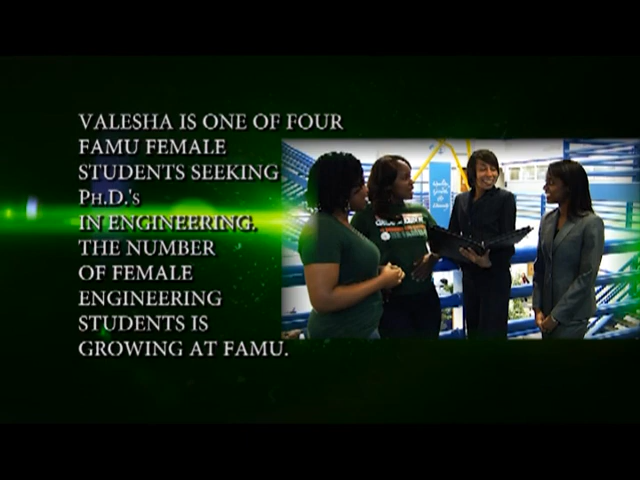 VALESHA IS ONE OF FOUR
FAMU FEMALE
STUDENTS SEEKING
PH.D.'S
IN ENGINEERING.
THE NUMBER
OF FEMALE
ENGINEERING
STUDENTS IS
GROWING AT FAMU.